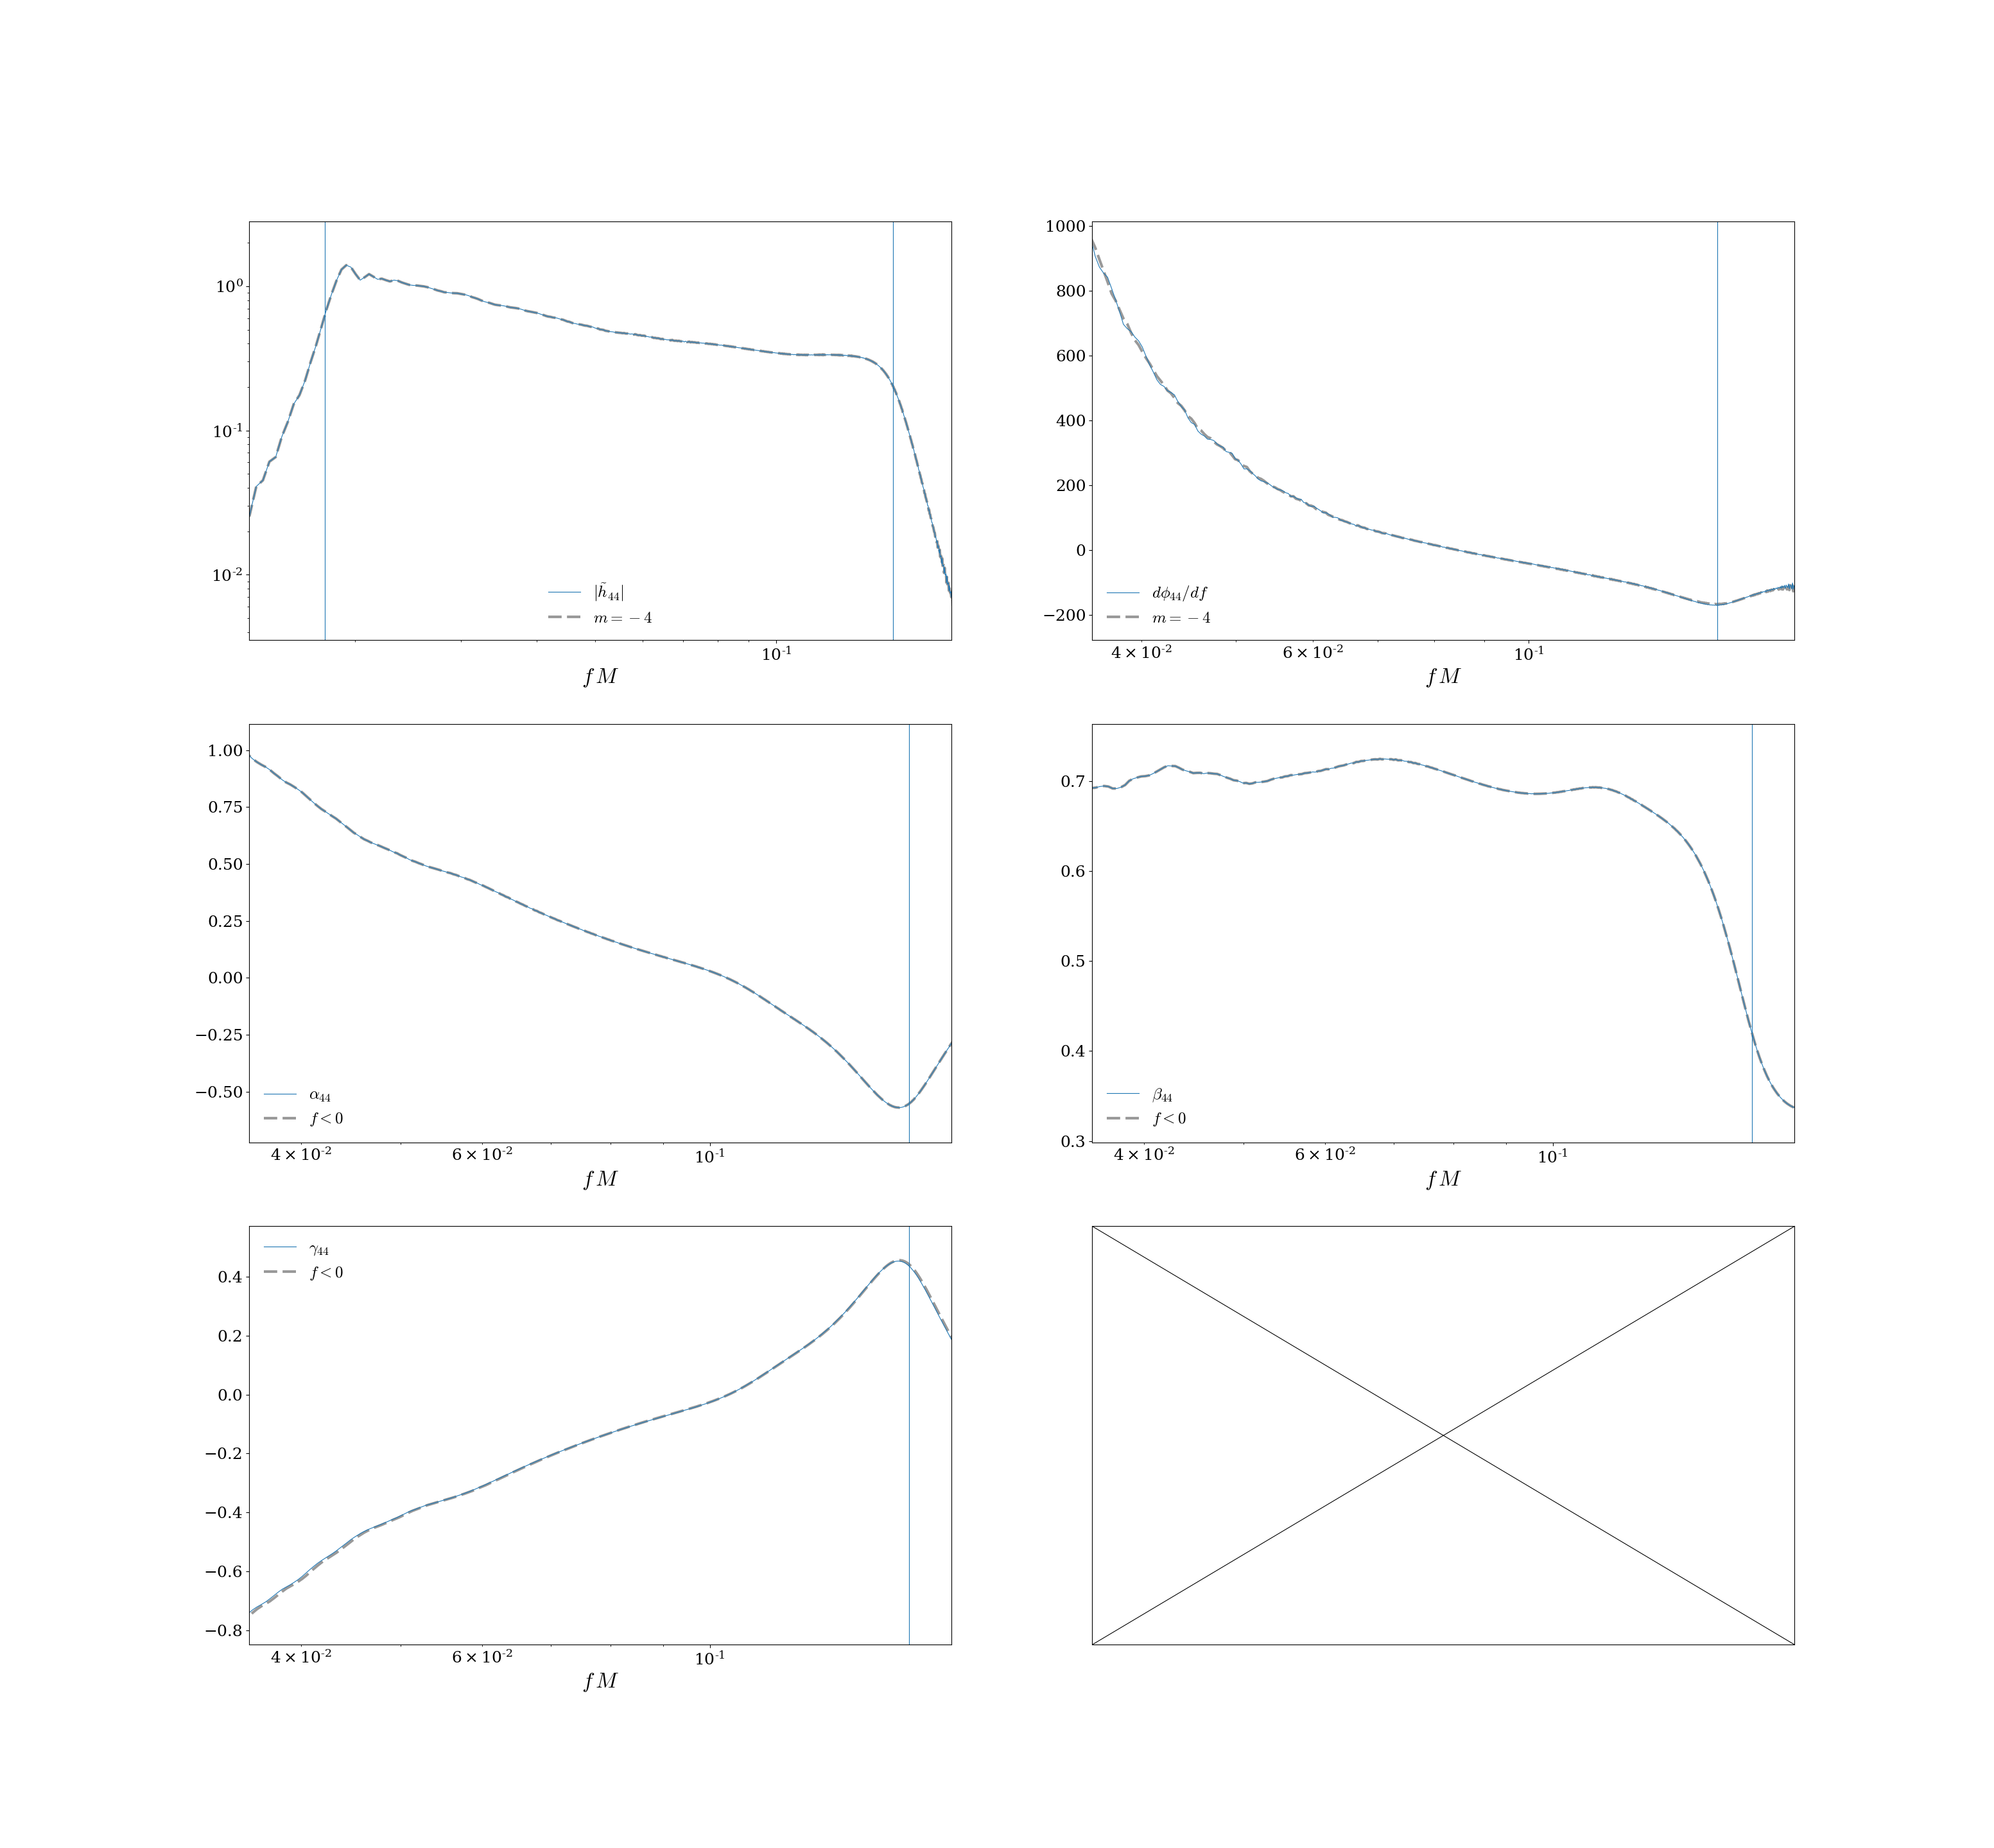 10⁰
10⁻¹
10⁻²
|h̃₄₄|
m = −4
10⁻¹
f M
1000
800
600
400
200
0
−200
dϕ₄₄/df
m = −4
4 × 10⁻² 6 × 10⁻² 10⁻¹
f M
1.00
0.75
0.50
0.25
0.00
−0.25
−0.50
α₄₄
f < 0
4 × 10⁻² 6 × 10⁻² 10⁻¹
f M
0.7
0.6
0.5
0.4
0.3
β₄₄
f < 0
4 × 10⁻² 6 × 10⁻² 10⁻¹
f M
γ₄₄
f < 0
0.4
0.2
0.0
−0.2
−0.4
−0.6
−0.8
4 × 10⁻² 6 × 10⁻² 10⁻¹
f M